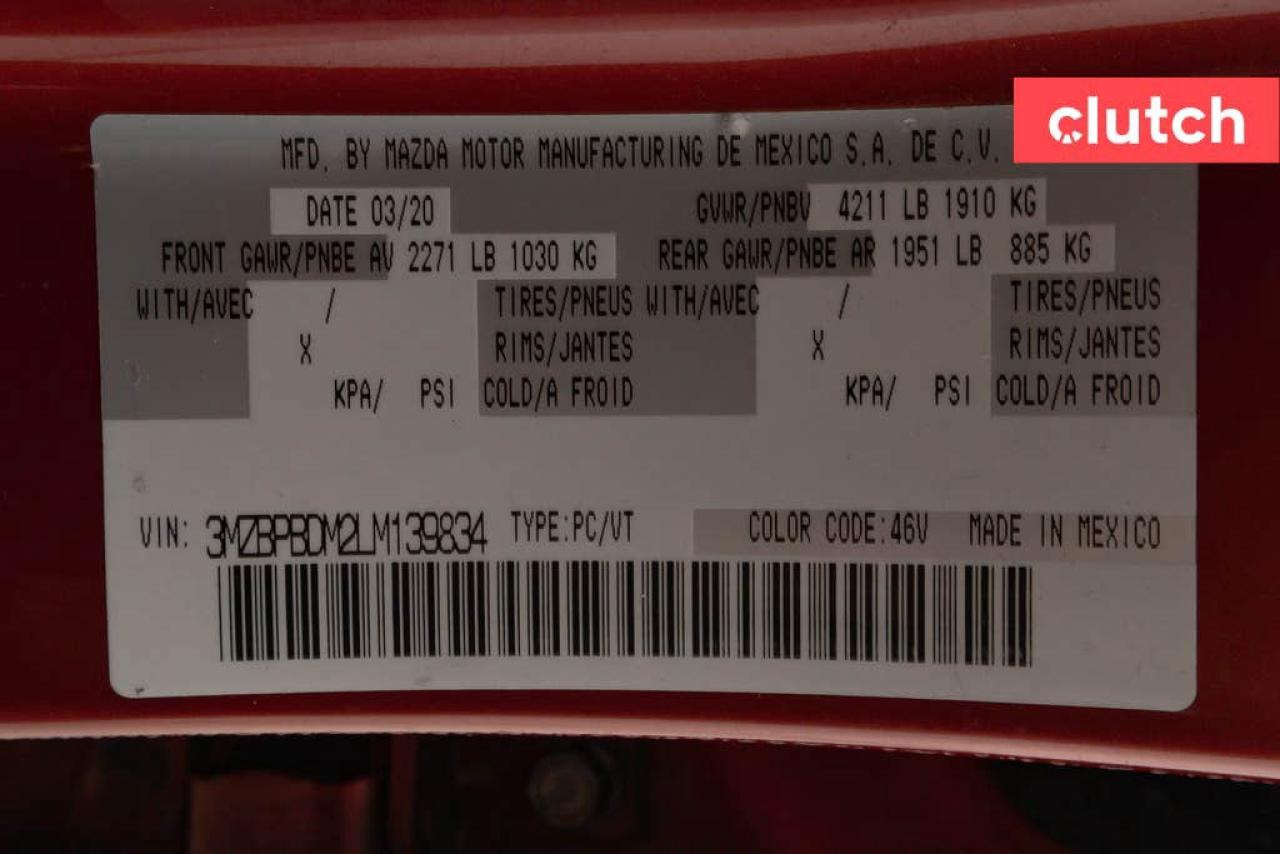 clutch
MFD. BY MAZDA MOTOR MANUFACTURING DE MEXICO S.A. DE C.V.
DATE 03/20 GVWR/PNBV 4211 LB 1910 KG
FRONT GAWR/PNBE AV 2271 LB 1030 KG REAR GAWR/PNBE AR 1951 LB 885 KG
WITH/AVEC / TIRES/PNEUS WITH/AVEC / TIRES/PNEUS
X RIMS/JANTES X RIMS/JANTES
KPA/ PSI COLD/A FROID KPA/ PSI COLD/A FROID
VIN: 3MZBPBDM2LM139834 TYPE:PC/VT COLOR CODE:46V MADE IN MEXICO